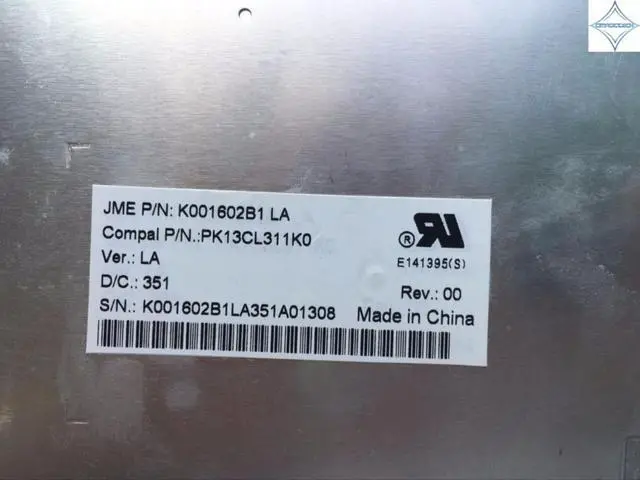 JME P/N: K001602B1 LA
Compal P/N.:PK13CL311K0
Ver.: LA
D/C.: 351
S/N.: K001602B1LA351A01308
®
E141395(S)
Rev.: 00
Made in China